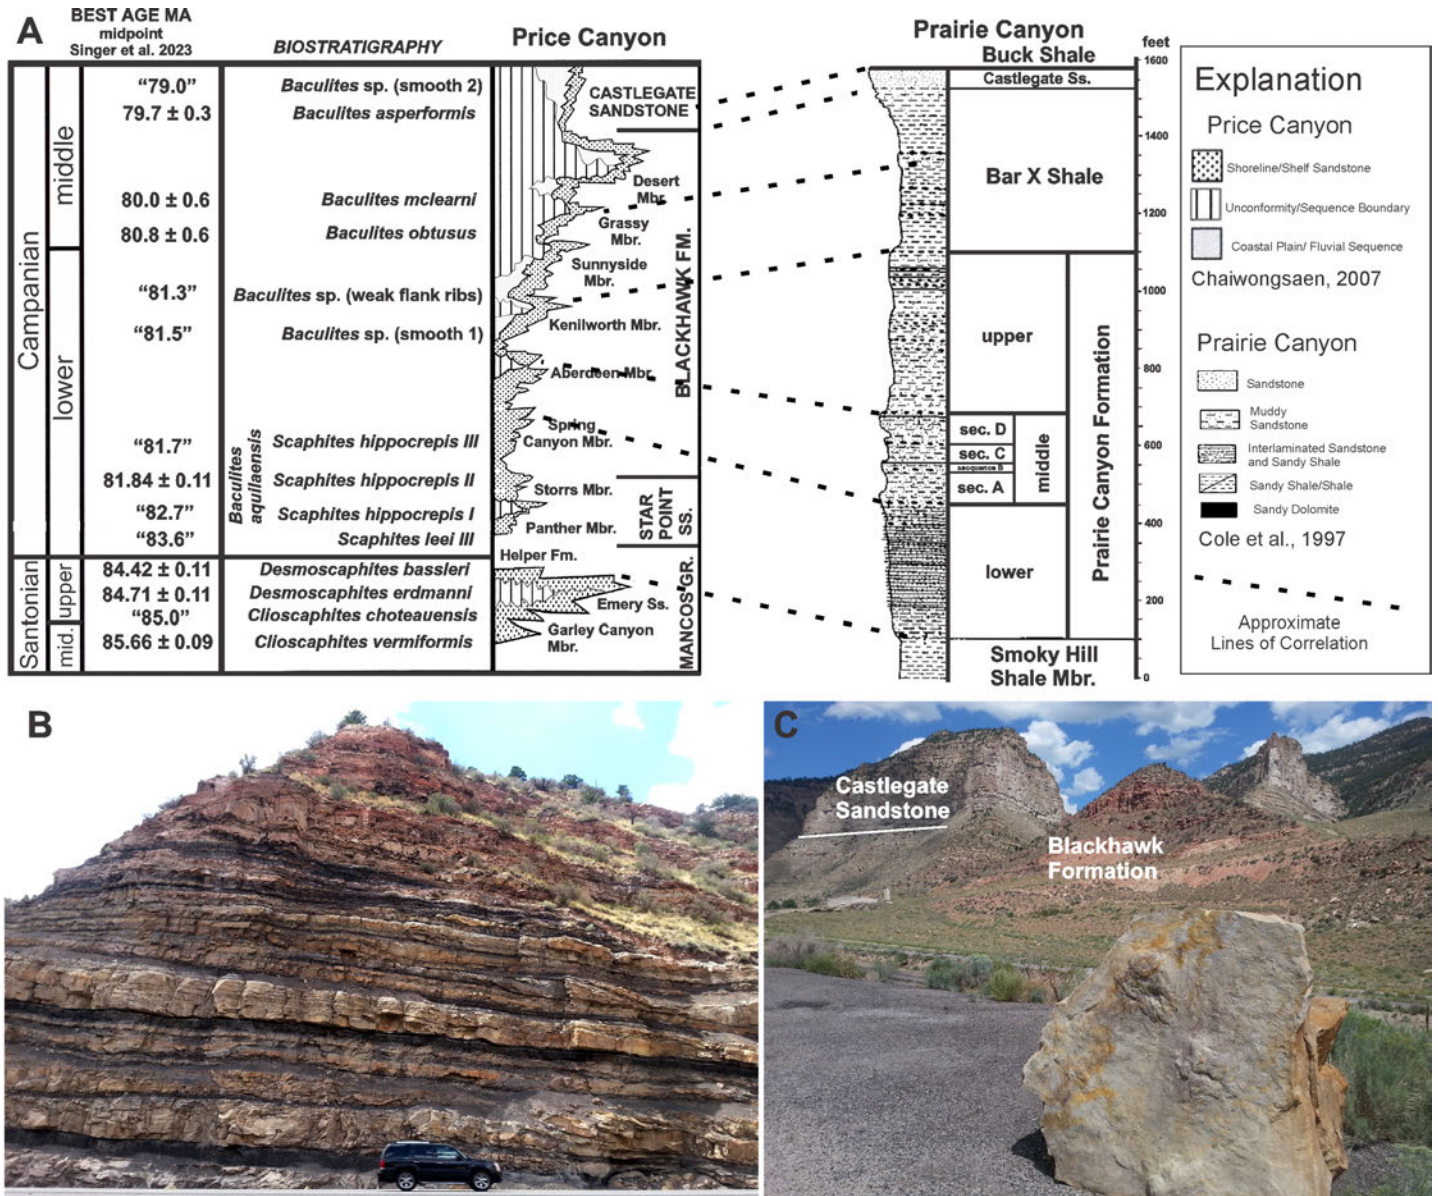 A
BEST AGE MA
midpoint
Singer et al. 2023
BIOSTRATIGRAPHY
Price Canyon
Campanian
middle
lower
Santonian
upper
mid.
"79.0"
Baculites sp. (smooth 2)
79.7 ± 0.3
Baculites asperformis
80.0 ± 0.6
Baculites mclearni
80.8 ± 0.6
Baculites obtusus
"81.3"
Baculites sp. (weak flank ribs)
"81.5"
Baculites sp. (smooth 1)
Baculites
aquilaensis
"81.7"
Scaphites hippocrepis III
81.84 ± 0.11
Scaphites hippocrepis II
"82.7"
Scaphites hippocrepis I
"83.6"
Scaphites leei III
84.42 ± 0.11
Desmoscaphites bassleri
84.71 ± 0.11
Desmoscaphites erdmanni
"85.0"
Clioscaphites choteauensis
85.66 ± 0.09
Clioscaphites vermiformis
CASTLEGATE
SANDSTONE
Desert
Mbr.
Grassy
Mbr.
Sunnyside
Mbr.
Kenilworth Mbr.
Aberdeen Mbr.
Spring
Canyon Mbr.
Storrs Mbr.
Panther Mbr.
Helper Fm.
Emery Ss.
Garley Canyon
Mbr.
BLACKHAWK FM.
STAR
POINT
SS.
MANCOS GR.
Prairie Canyon
Buck Shale
Castlegate Ss.
Bar X Shale
upper
sec. D
sec. C
secquence B
sec. A
middle
lower
Prairie Canyon Formation
Smoky Hill
Shale Mbr.
feet
1600
1400
1200
1000
800
600
400
200
0
Explanation
Price Canyon
Shoreline/Shelf Sandstone
Unconformity/Sequence Boundary
Coastal Plain/ Fluvial Sequence
Chaiwongsaen, 2007
Prairie Canyon
Sandstone
Muddy
Sandstone
Interlaminated Sandstone
and Sandy Shale
Sandy Shale/Shale
Sandy Dolomite
Cole et al., 1997
Approximate
Lines of Correlation
B
C
Castlegate
Sandstone
Blackhawk
Formation